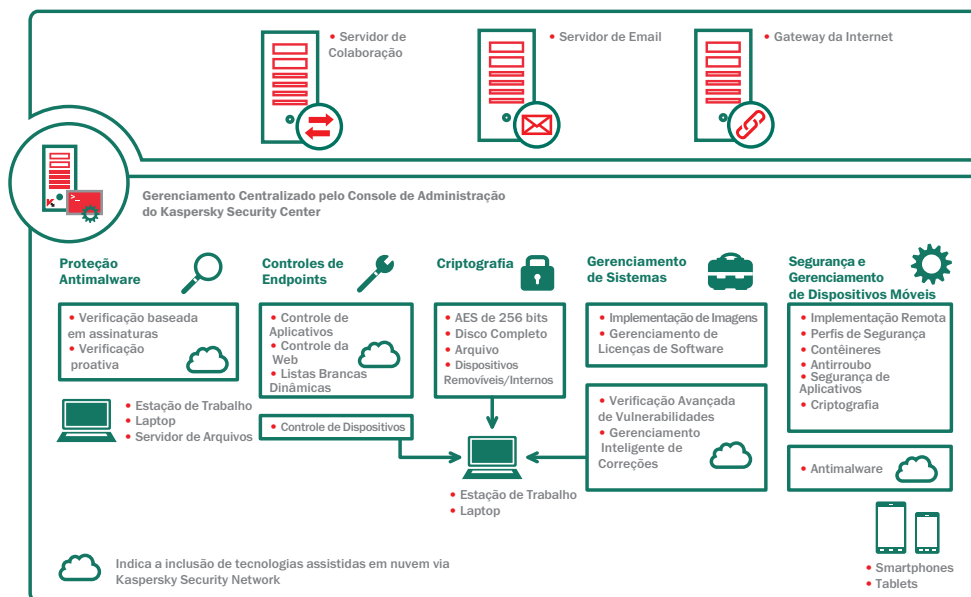 • Servidor de
Colaboração
• Servidor de Email
• Gateway da Internet
>_
K
Gerenciamento Centralizado pelo Console de Administração
do Kaspersky Security Center
Proteção
Antimalware
• Verificação baseada
em assinaturas
• Verificação
proativa
• Estação de Trabalho
• Laptop
• Servidor de Arquivos
Controles de
Endpoints
• Controle de
Aplicativos
• Controle da
Web
• Listas Brancas
Dinâmicas
• Controle de Dispositivos
Criptografia
• AES de 256 bits
• Disco Completo
• Arquivo
• Dispositivos
Removíveis/Internos
• Estação de Trabalho
• Laptop
Gerenciamento
de Sistemas
• Implementação de Imagens
• Gerenciamento de
Licenças de Software
• Verificação Avançada
de Vulnerabilidades
• Gerenciamento
Inteligente de
Correções
Segurança e
Gerenciamento
de Dispositivos Móveis
• Implementação Remota
• Perfis de Segurança
• Contêineres
• Antirroubo
• Segurança de
Aplicativos
• Criptografia
• Antimalware
• Smartphones
• Tablets
Indica a inclusão de tecnologias assistidas em nuvem via
Kaspersky Security Network